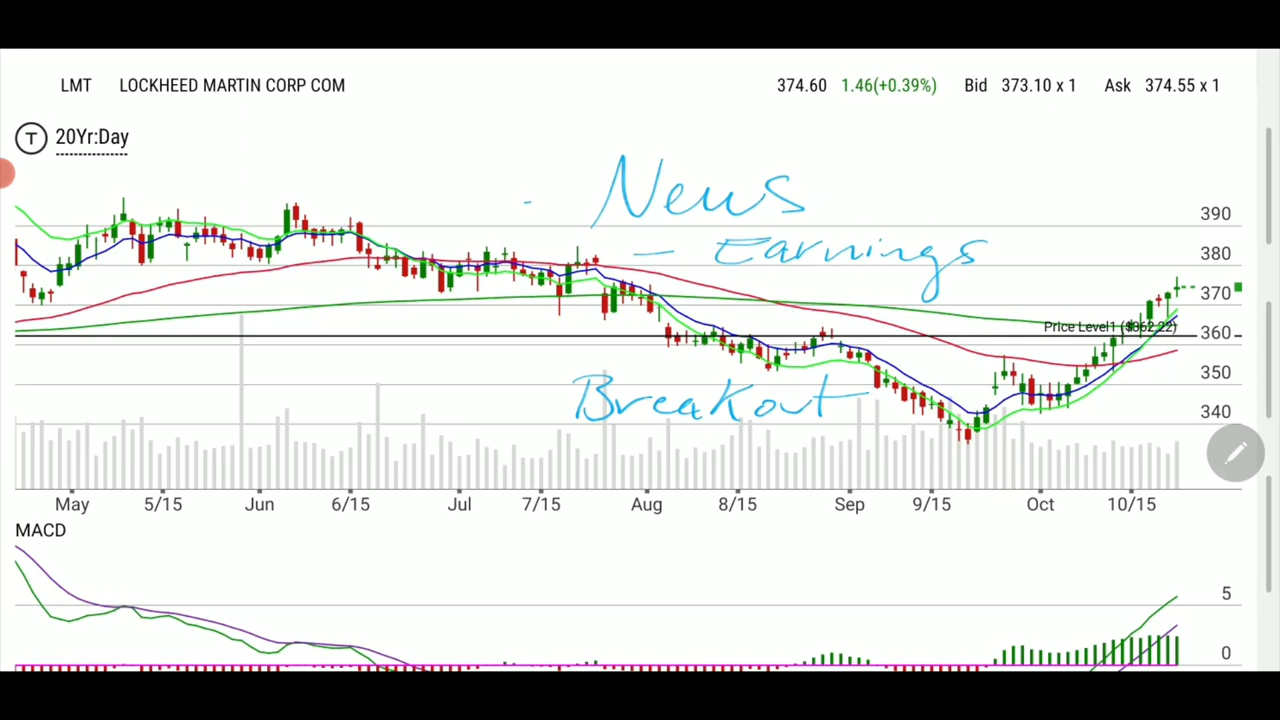 LMT LOCKHEED MARTIN CORP COM 374.60 1.46(+0.39%) Bid 373.10 x 1 Ask 374.55 x 1
T 20Yr:Day
News
390
- Earnings
380
370
Price Level1 ($362.22)
360
350
Breakout
340
May 5/15 Jun 6/15 Jul 7/15 Aug 8/15 Sep 9/15 Oct 10/15
MACD
5
0